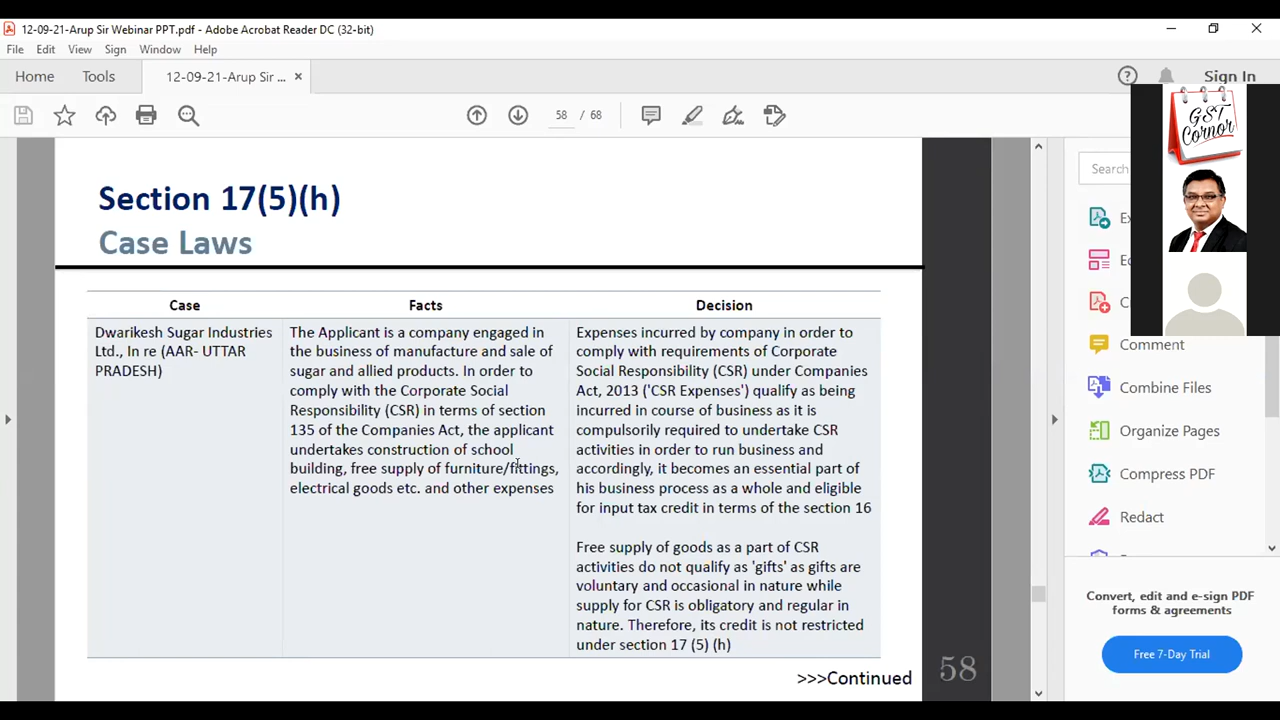 12-09-21-Arup Sir Webinar PPT.pdf - Adobe Acrobat Reader DC (32-bit)
File Edit View Sign Window Help
Home Tools 12-09-21-Arup Sir ... × Sign In
58 / 68
GST
Corner
Search
Section 17(5)(h)
Case Laws
Case Facts Decision
Dwarikesh Sugar Industries
Ltd., In re (AAR- UTTAR
PRADESH)
The Applicant is a company engaged in
the business of manufacture and sale of
sugar and allied products. In order to
comply with the Corporate Social
Responsibility (CSR) in terms of section
135 of the Companies Act, the applicant
undertakes construction of school
building, free supply of furniture/fittings,
electrical goods etc. and other expenses
Expenses incurred by company in order to
comply with requirements of Corporate
Social Responsibility (CSR) under Companies
Act, 2013 ('CSR Expenses') qualify as being
incurred in course of business as it is
compulsorily required to undertake CSR
activities in order to run business and
accordingly, it becomes an essential part of
his business process as a whole and eligible
for input tax credit in terms of the section 16
Free supply of goods as a part of CSR
activities do not qualify as 'gifts' as gifts are
voluntary and occasional in nature while
supply for CSR is obligatory and regular in
nature. Therefore, its credit is not restricted
under section 17 (5) (h)
>>>Continued
58
Comment
Combine Files
Organize Pages
Compress PDF
Redact
Convert, edit and e-sign PDF
forms & agreements
Free 7-Day Trial